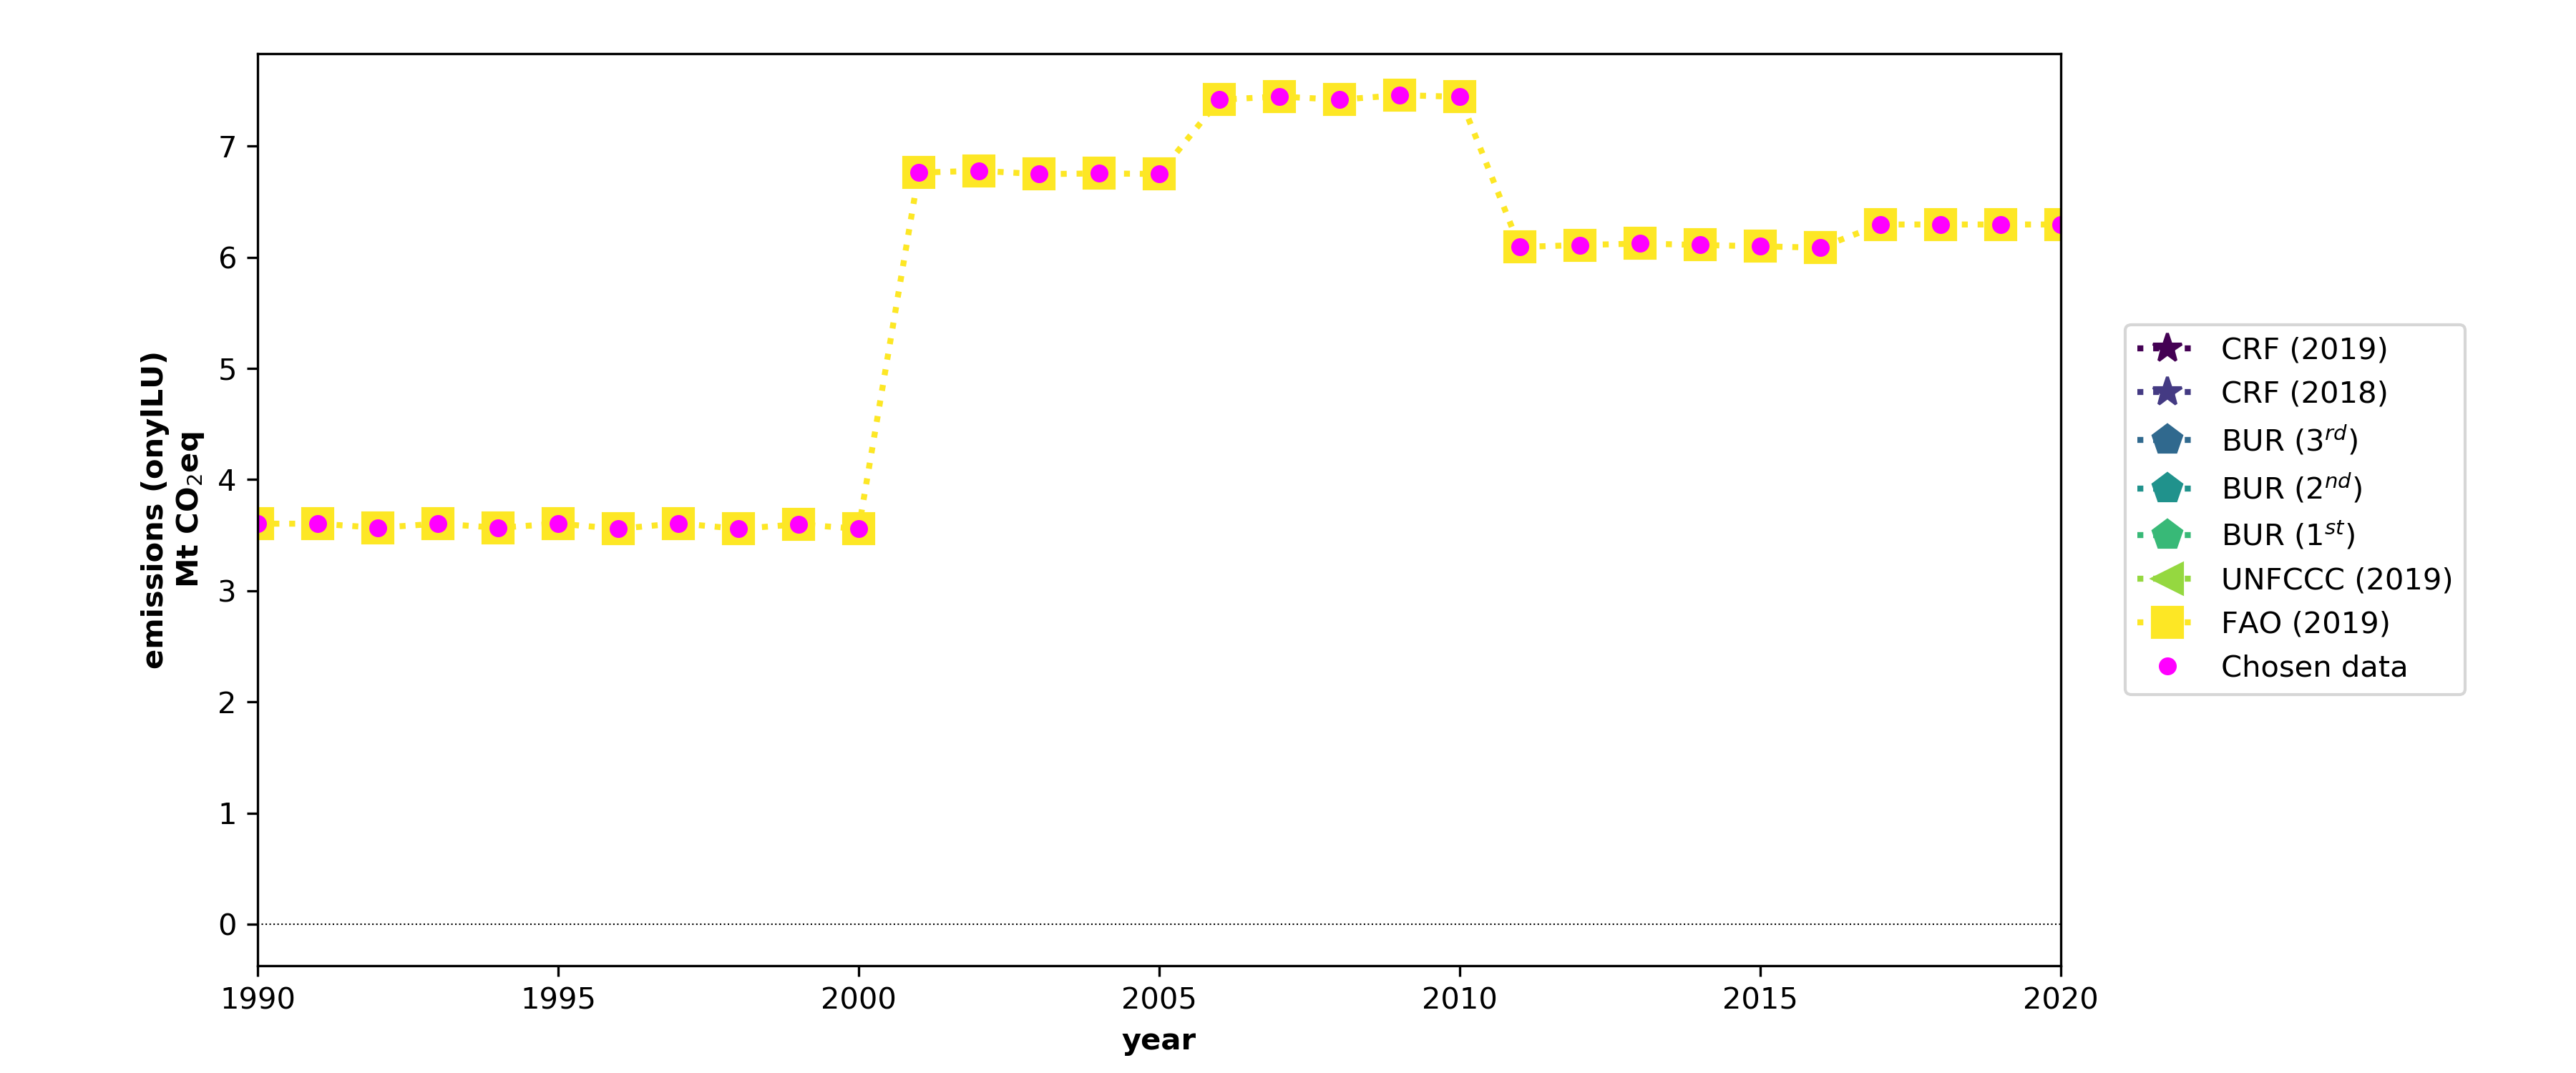 emissions (onylLU)
Mt CO₂eq
7
6
5
4
3
2
1
0
1990 1995 2000 2005 2010 2015 2020
year
CRF (2019)
CRF (2018)
BUR (3rd)
BUR (2nd)
BUR (1st)
UNFCCC (2019)
FAO (2019)
Chosen data